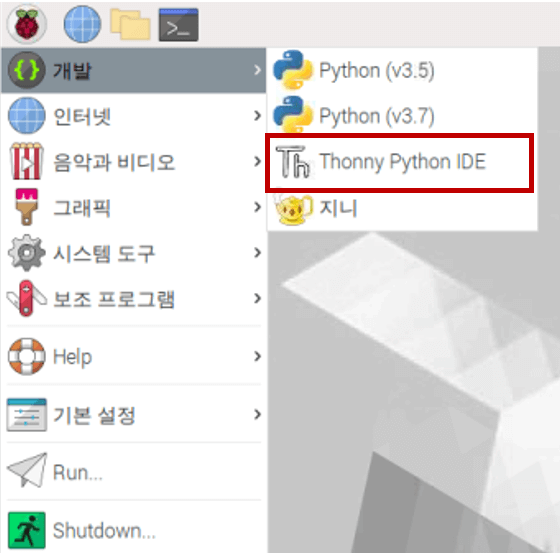 개발
인터넷
음악과 비디오
그래픽
시스템 도구
보조 프로그램
Help
기본 설정
Run...
Shutdown...
Python (v3.5)
Python (v3.7)
Th Thonny Python IDE
지니